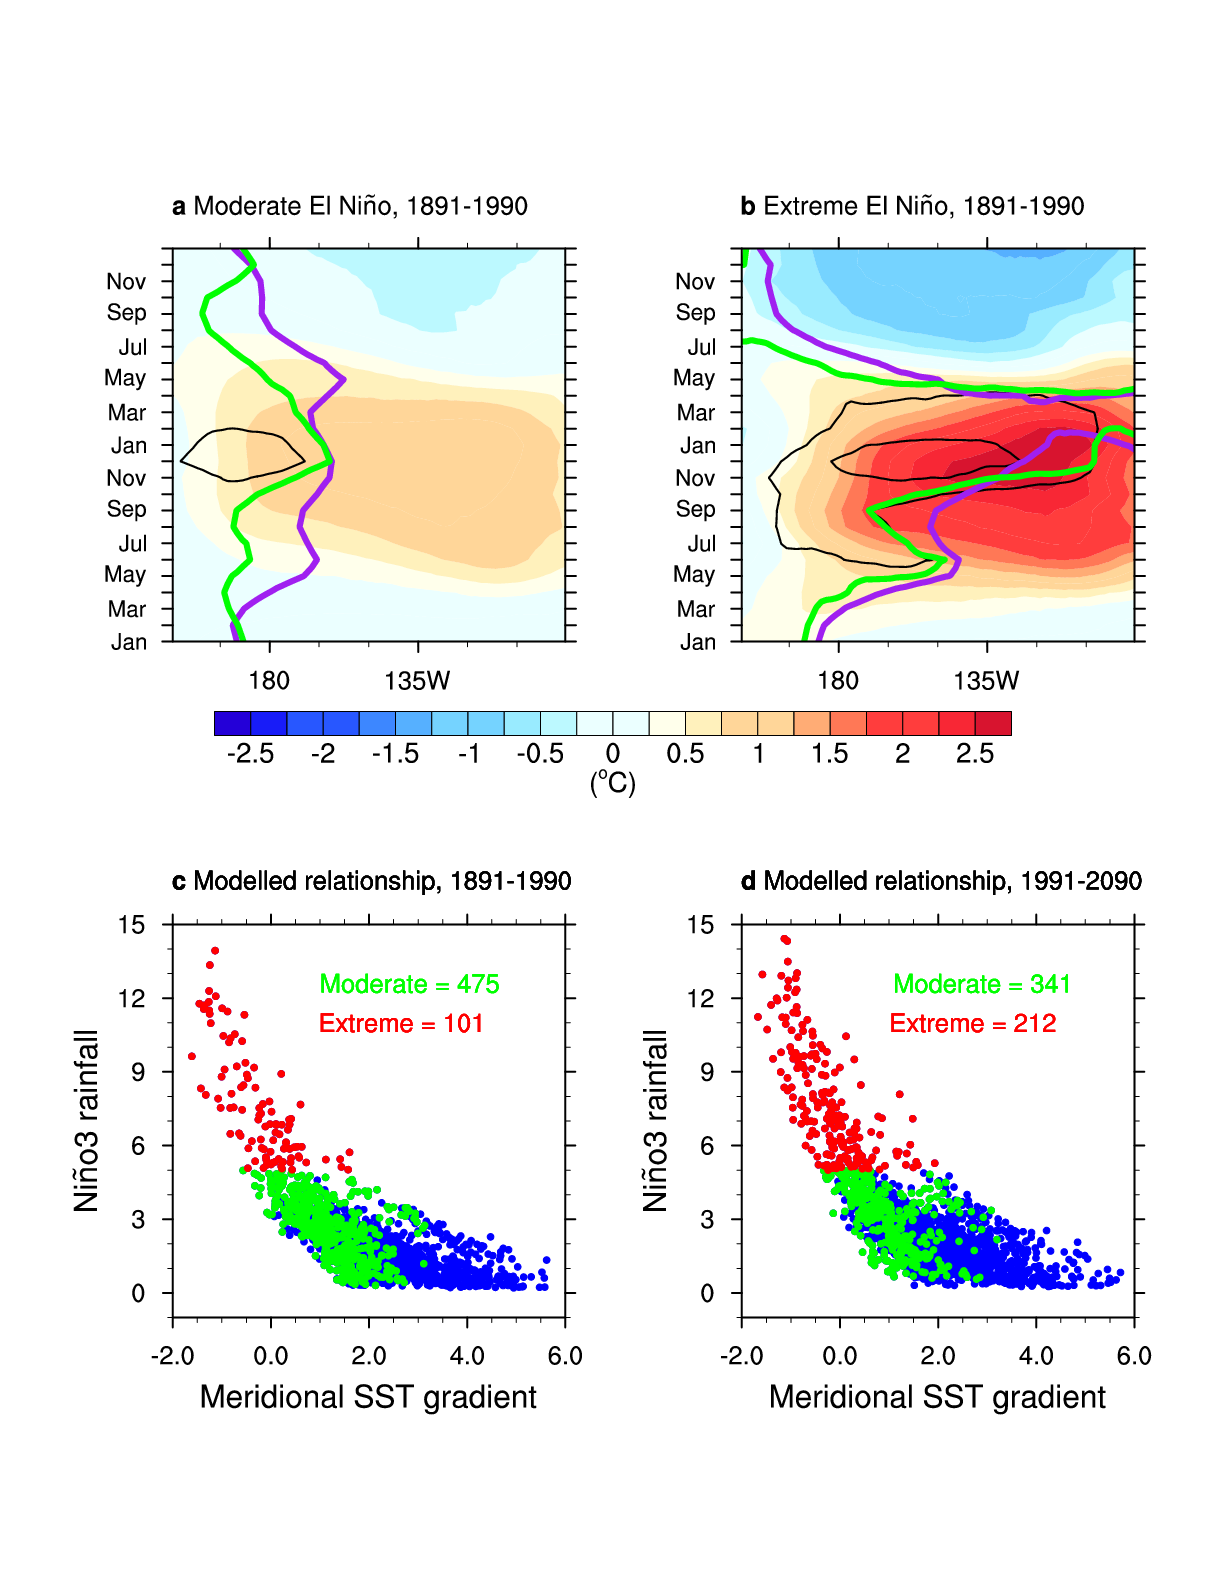 a Moderate El Niño, 1891-1990
b Extreme El Niño, 1891-1990
Nov
Sep
Jul
May
Mar
Jan
Nov
Sep
Jul
May
Mar
Jan
180
135W
Nov
Sep
Jul
May
Mar
Jan
Nov
Sep
Jul
May
Mar
Jan
180
135W
-2.5 -2 -1.5 -1 -0.5 0 0.5 1 1.5 2 2.5
(°C)
c Modelled relationship, 1891-1990
d Modelled relationship, 1991-2090
Niño3 rainfall
15
12
9
6
3
0
Moderate = 475
Extreme = 101
-2.0 0.0 2.0 4.0 6.0
Meridional SST gradient
Niño3 rainfall
15
12
9
6
3
0
Moderate = 341
Extreme = 212
-2.0 0.0 2.0 4.0 6.0
Meridional SST gradient